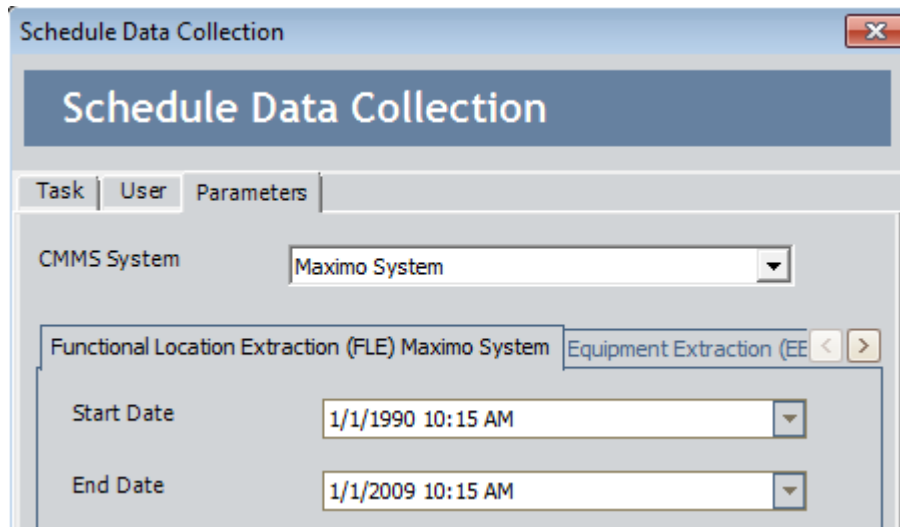 Schedule Data Collection
Schedule Data Collection
Task User Parameters
CMMS System Maximo System
Functional Location Extraction (FLE) Maximo System Equipment Extraction (EE
Start Date 1/1/1990 10:15 AM
End Date 1/1/2009 10:15 AM